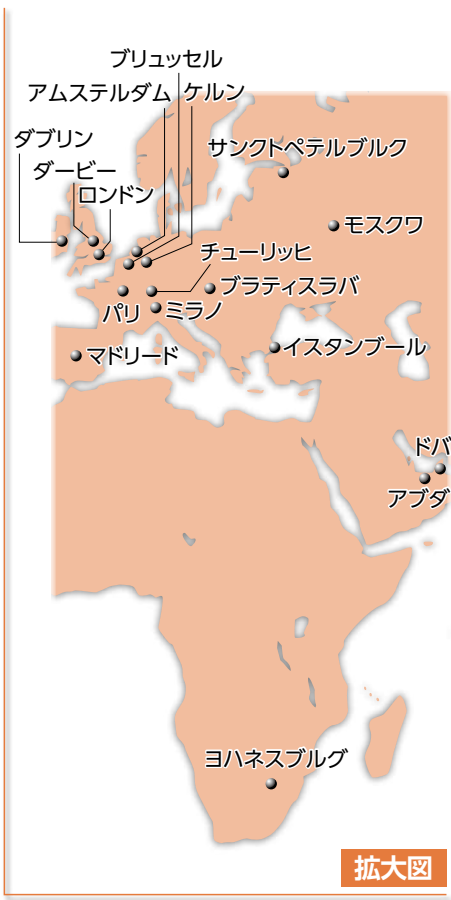 ブリュッセル
アムステルダム
ケルン
ダブリン
サンクトペテルブルク
ダービー
ロンドン
モスクワ
チューリッヒ
ブラティスラバ
パリ
ミラノ
マドリード
イスタンブール
ドバ
アブダ
ヨハネスブルグ
拡大図